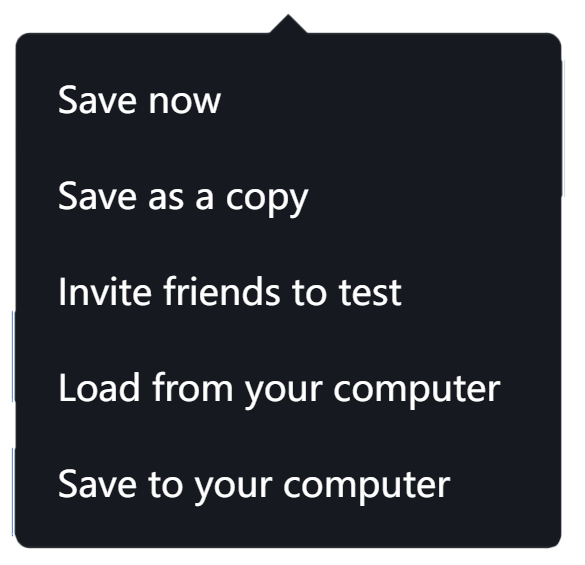 Save now
Save as a copy
Invite friends to test
Load from your computer
Save to your computer